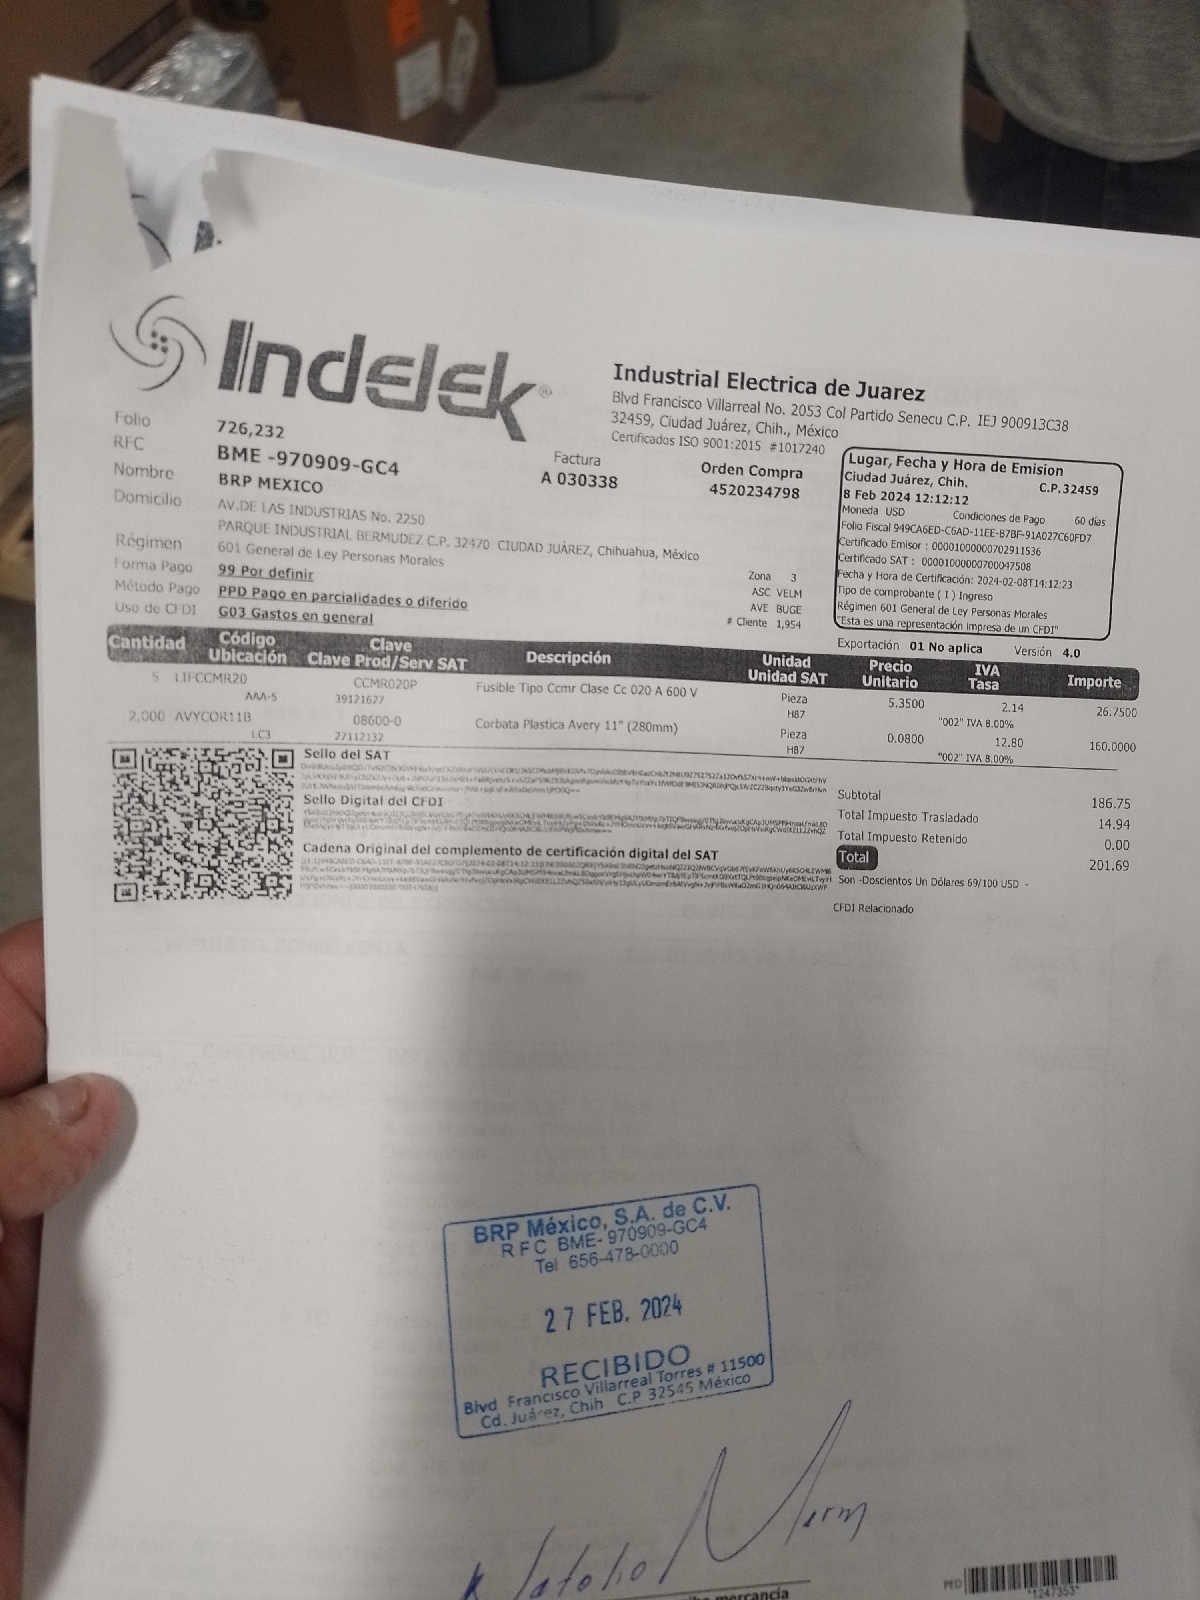 Indelek®
Industrial Electrica de Juarez
Blvd Francisco Villarreal No. 2053 Col Partido Senecu C.P. IEJ 900913C38
32459, Ciudad Juárez, Chih., México
Certificados ISO 9001:2015 #1017240
Folio 726,232
RFC BME -970909-GC4
Nombre BRP MEXICO
Domicilio AV.DE LAS INDUSTRIAS No. 2250
PARQUE INDUSTRIAL BERMUDEZ C.P. 32470 CIUDAD JUÁREZ, Chihuahua, México
Régimen 601 General de Ley Personas Morales
Forma Pago 99 Por definir
Método Pago PPD Pago en parcialidades o diferido
Uso de CFDI G03 Gastos en general
Factura
A 030338
Orden Compra
4520234798
Zona 3
ASC VELM
AVE BUGE
# Cliente 1,954
Lugar, Fecha y Hora de Emision
Ciudad Juárez, Chih. C.P.32459
8 Feb 2024 12:12:12
Moneda USD Condiciones de Pago 60 días
Folio Fiscal 949CA6ED-C6AD-11EE-B7BF-91A027C60FD7
Certificado Emisor : 00001000000702911536
Certificado SAT : 00001000000700047508
Fecha y Hora de Certificación: 2024-02-08T14:12:23
Tipo de comprobante ( I ) Ingreso
Régimen 601 General de Ley Personas Morales
"Esta es una representación impresa de un CFDI"
Exportación 01 No aplica Versión 4.0
Cantidad Código Ubicación Clave Clave Prod/Serv SAT Descripción Unidad Unidad SAT Precio Unitario IVA Tasa Importe
5 LIFCCMR20 CCMR020P Fusible Tipo Ccmr Clase Cc 020 A 600 V Pieza 5.3500 2.14 26.7500
AAA-5 39121627 H87 "002" IVA 8.00%
2,000 AVYCOR11B 08600-0 Corbata Plastica Avery 11" (280mm) Pieza 0.0800 12.80 160.0000
LC3 27112132 H87 "002" IVA 8.00%
Sello del SAT
Sello Digital del CFDI
Cadena Original del complemento de certificación digital del SAT
Subtotal 186.75
Total Impuesto Trasladado 14.94
Total Impuesto Retenido 0.00
Total 201.69
Son -Doscientos Un Dólares 69/100 USD -
CFDI Relacionado
BRP México, S.A. de C.V.
RFC BME- 970909-GC4
Tel 656-478-0000
27 FEB. 2024
RECIBIDO
Blvd Francisco Villarreal Torres # 11500
Cd. Juárez, Chih C.P 32545 México
mercancia
PED
*1247353*